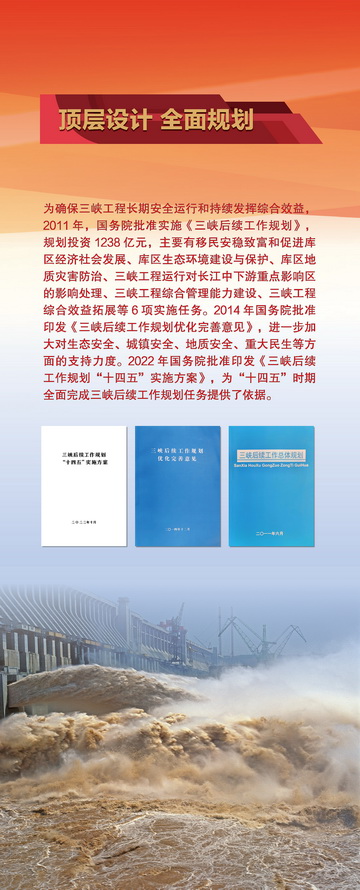 顶层设计 全面规划
为确保三峡工程长期安全运行和持续发挥综合效益，
2011 年，国务院批准实施《三峡后续工作规划》，
规划投资 1238 亿元，主要有移民安稳致富和促进库
区经济社会发展、库区生态环境建设与保护、库区地
质灾害防治、三峡工程运行对长江中下游重点影响区
的影响处理、三峡工程综合管理能力建设、三峡工程
综合效益拓展等 6 项实施任务。2014 年国务院批准
印发《三峡后续工作规划优化完善意见》，进一步加
大对生态安全、城镇安全、地质安全、重大民生等方
面的支持力度。2022 年国务院批准印发《三峡后续
工作规划“十四五”实施方案》，为“十四五”时期
全面完成三峡后续工作规划任务提供了依据。
三峡后续工作规划
“十四五”实施方案
三峡后续工作规划
优化完善意见
三峡后续工作总体规划
SanXia HouXu GongZuo ZongTi GuiHua
二〇一一年六月